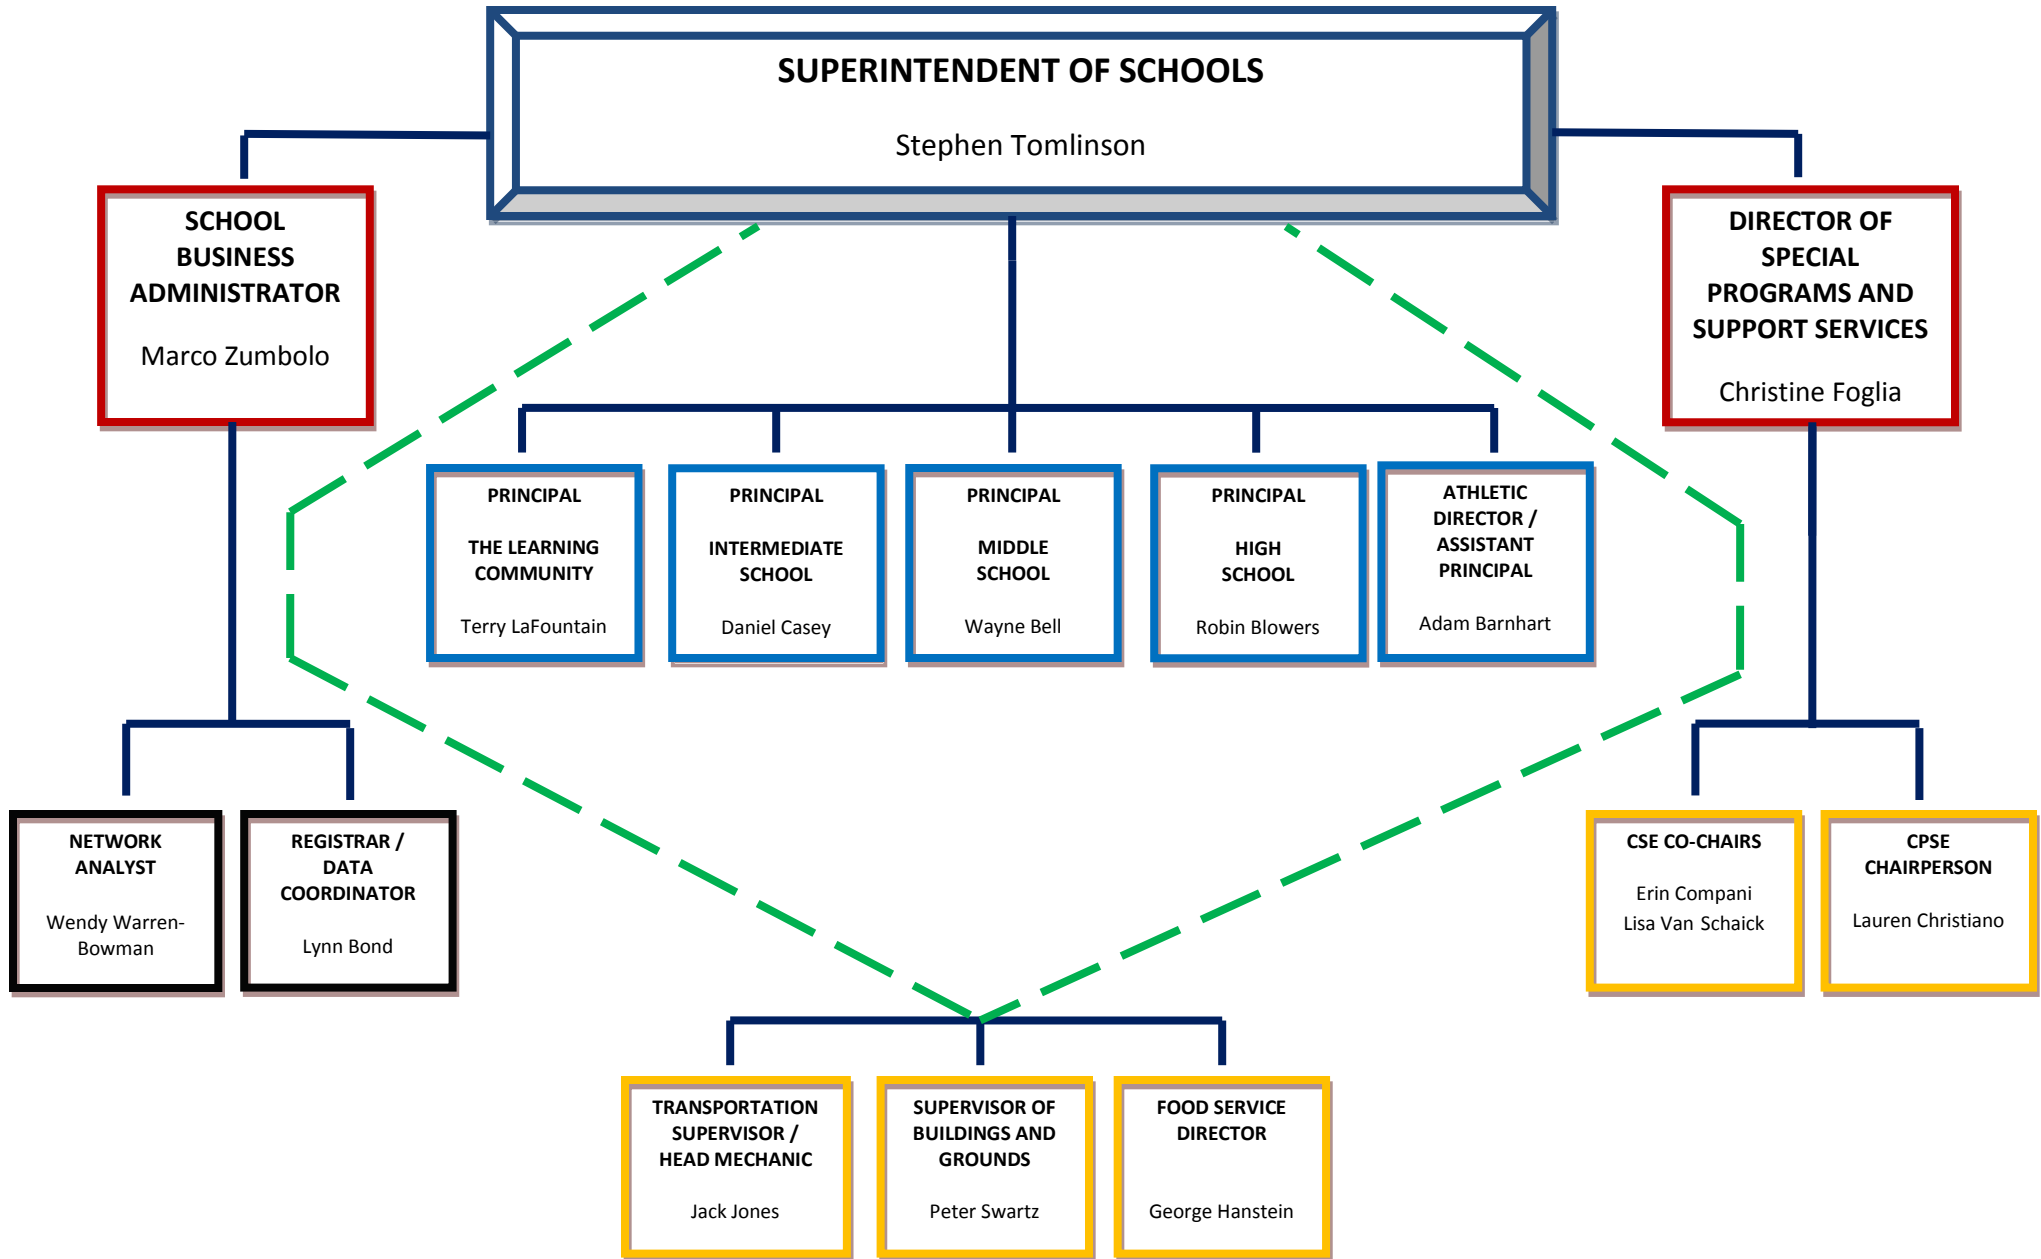 SUPERINTENDENT OF SCHOOLS
Stephen Tomlinson
SCHOOL
BUSINESS
ADMINISTRATOR
Marco Zumbolo
DIRECTOR OF
SPECIAL
PROGRAMS AND
SUPPORT SERVICES
Christine Foglia
PRINCIPAL
THE LEARNING
COMMUNITY
Terry LaFountain
PRINCIPAL
INTERMEDIATE
SCHOOL
Daniel Casey
PRINCIPAL
MIDDLE
SCHOOL
Wayne Bell
PRINCIPAL
HIGH
SCHOOL
Robin Blowers
ATHLETIC
DIRECTOR /
ASSISTANT
PRINCIPAL
Adam Barnhart
NETWORK
ANALYST
Wendy Warren-
Bowman
REGISTRAR /
DATA
COORDINATOR
Lynn Bond
CSE CO-CHAIRS
Erin Compani
Lisa Van Schaick
CPSE
CHAIRPERSON
Lauren Christiano
TRANSPORTATION
SUPERVISOR /
HEAD MECHANIC
Jack Jones
SUPERVISOR OF
BUILDINGS AND
GROUNDS
Peter Swartz
FOOD SERVICE
DIRECTOR
George Hanstein